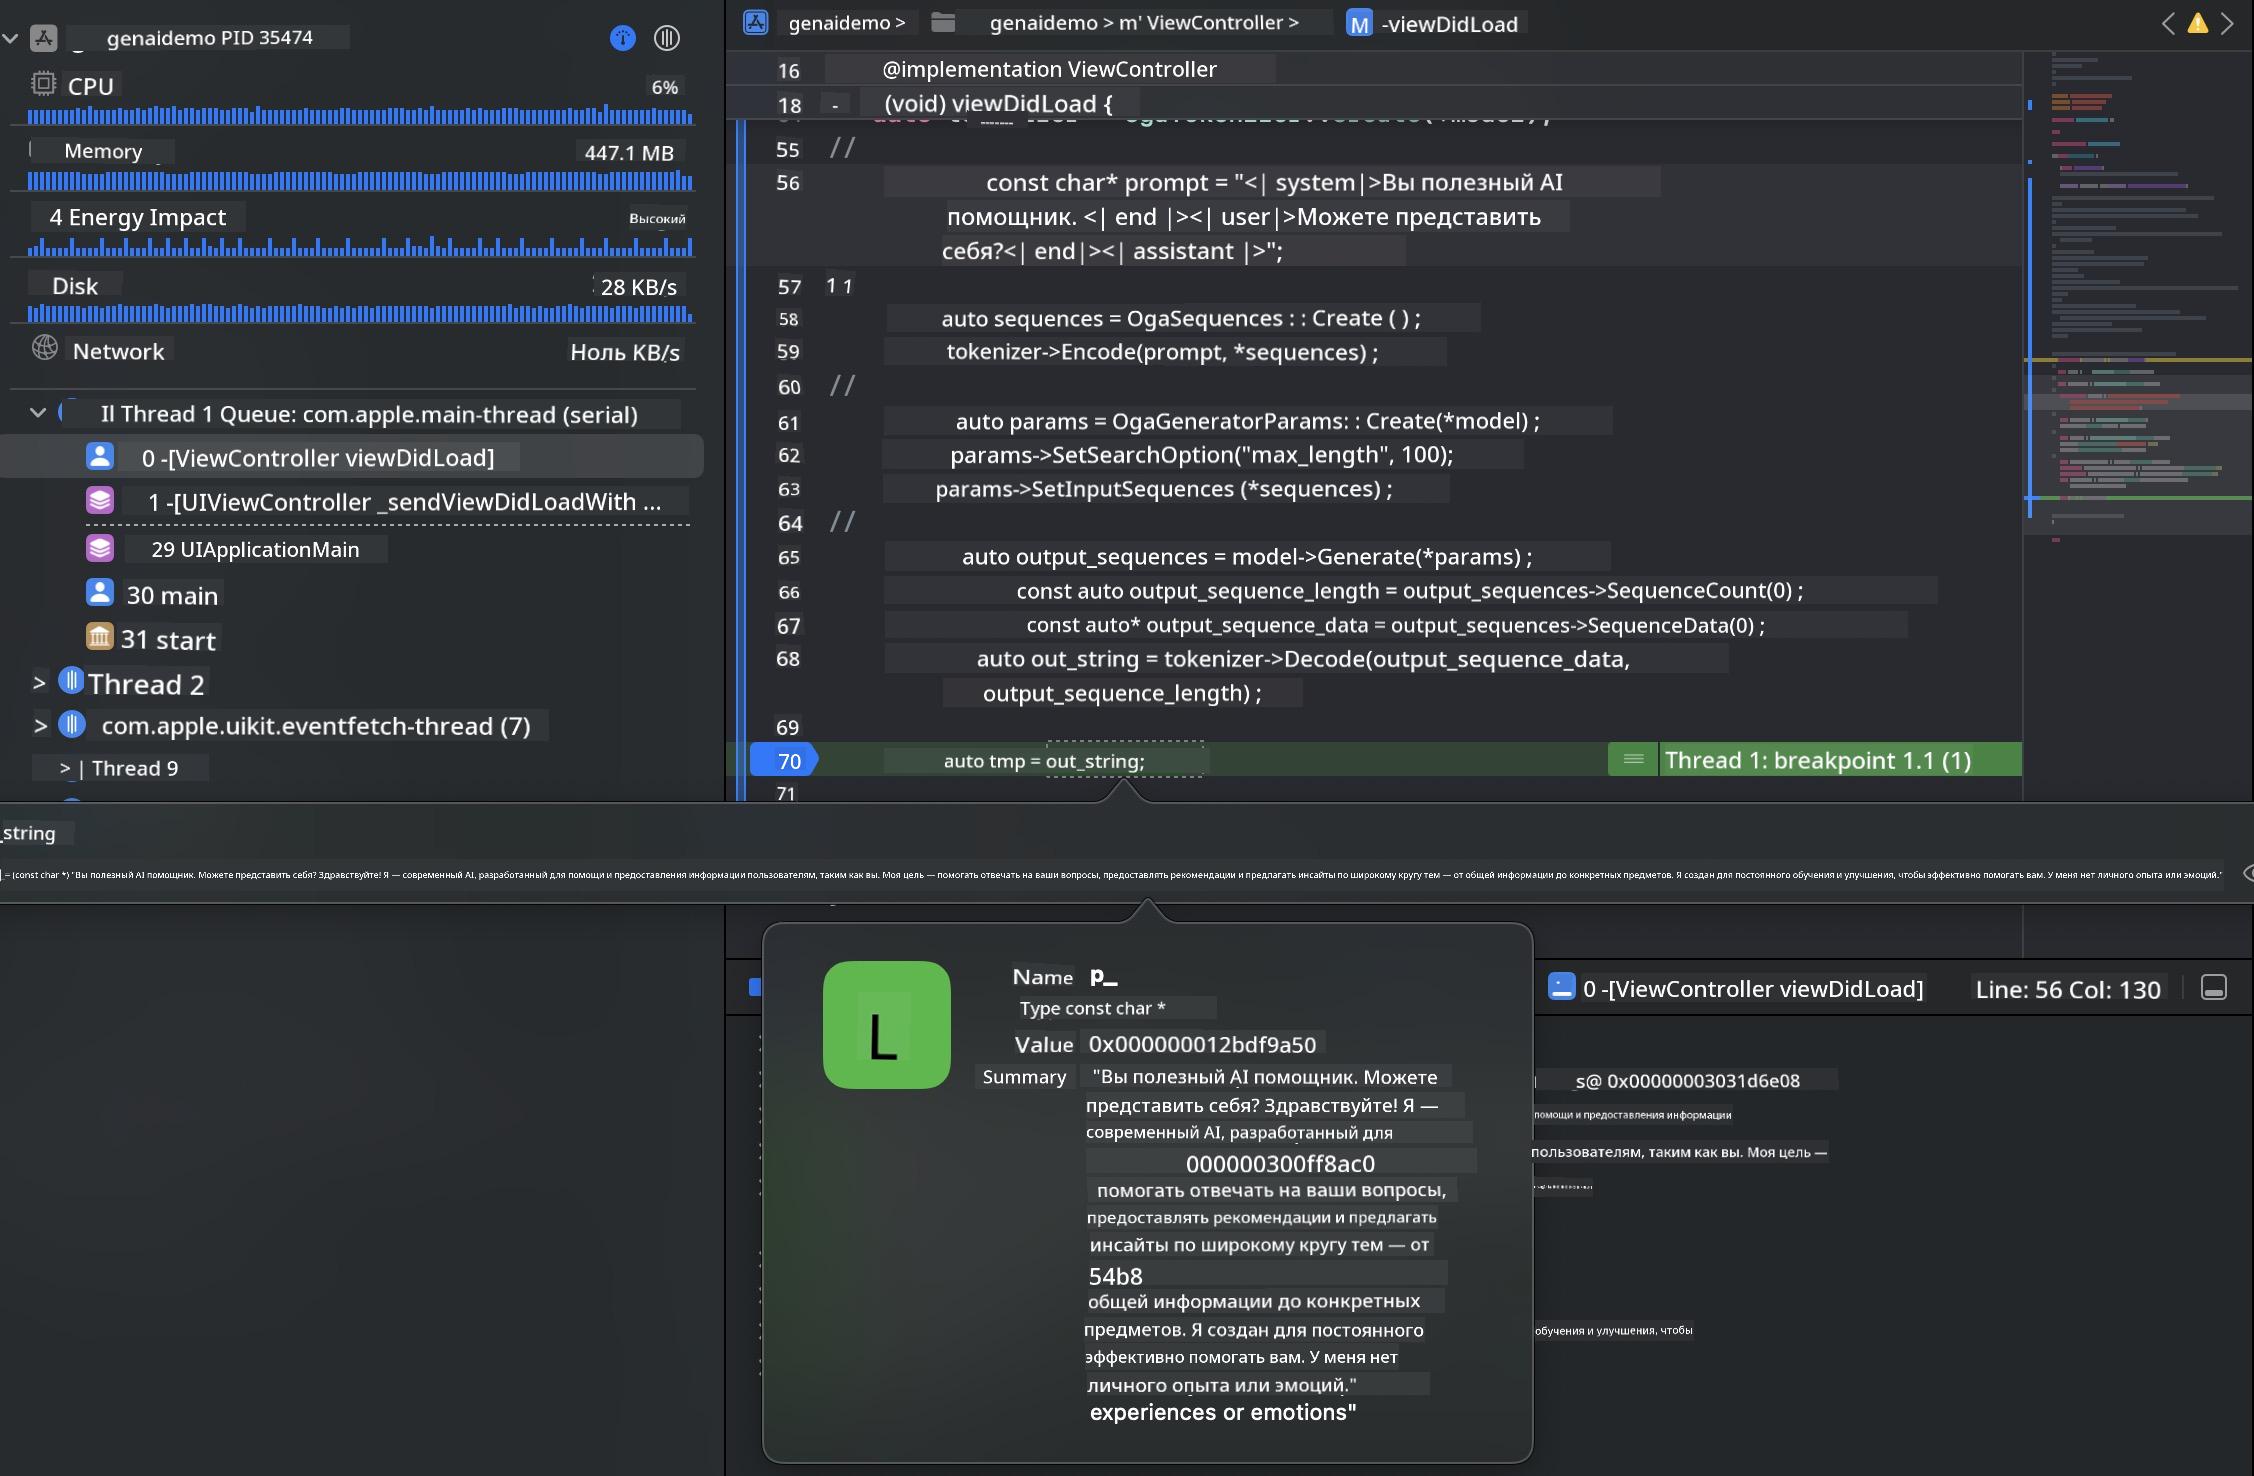 genaidemo PID 35474
CPU
6%
Memory
447.1 MB
4 Energy Impact
Высокий
Disk
28 KB/s
Network
Ноль KB/s
Il Thread 1 Queue: com.apple.main-thread (serial)
0 -[ViewController viewDidLoad]
1 -[UIViewController _sendViewDidLoadWith ...
29 UIApplicationMain
30 main
31 start
> Thread 2
> com.apple.uikit.eventfetch-thread (7)
> | Thread 9
genaidemo >
genaidemo > m' ViewController >
M -viewDidLoad
16 @implementation ViewController
18 - (void) viewDidLoad {
55 //
56 const char* prompt = "<| system|>Вы полезный AI
помощник. <| end |><| user|>Можете представить
себя?<| end|><| assistant |>";
57 1 1
58 auto sequences = OgaSequences : : Create ( ) ;
59 tokenizer->Encode(prompt, *sequences) ;
60 //
61 auto params = OgaGeneratorParams: : Create(*model) ;
62 params->SetSearchOption("max_length", 100);
63 params->SetInputSequences (*sequences) ;
64 //
65 auto output_sequences = model->Generate(*params) ;
66 const auto output_sequence_length = output_sequences->SequenceCount(0) ;
67 const auto* output_sequence_data = output_sequences->SequenceData(0) ;
68 auto out_string = tokenizer->Decode(output_sequence_data,
output_sequence_length) ;
69
70 auto tmp = out_string;
Thread 1: breakpoint 1.1 (1)
71
_string
= (const char *) "Вы полезный AI помощник. Можете представить себя? Здравствуйте! Я — современный AI, разработанный для помощи и предоставления информации пользователям, таким как вы. Моя цель — помогать отвечать на ваши вопросы, предоставлять рекомендации и предлагать инсайты по широкому кругу тем — от общей информации до конкретных предметов. Я создан для постоянного обучения и улучшения, чтобы эффективно помогать вам. У меня нет личного опыта или эмоций."
L
Name p_
Type const char *
Value 0x000000012bdf9a50
Summary "Вы полезный AI помощник. Можете
представить себя? Здравствуйте! Я —
современный AI, разработанный для
000000300ff8ac0
помогать отвечать на ваши вопросы,
предоставлять рекомендации и предлагать
инсайты по широкому кругу тем — от
54b8
общей информации до конкретных
предметов. Я создан для постоянного
эффективно помогать вам. У меня нет
личного опыта или эмоций."
experiences or emotions"
0 -[ViewController viewDidLoad]
Line: 56 Col: 130
_s@ 0x00000003031d6e08
помощи и предоставления информации
пользователям, таким как вы. Моя цель —
обучения и улучшения, чтобы